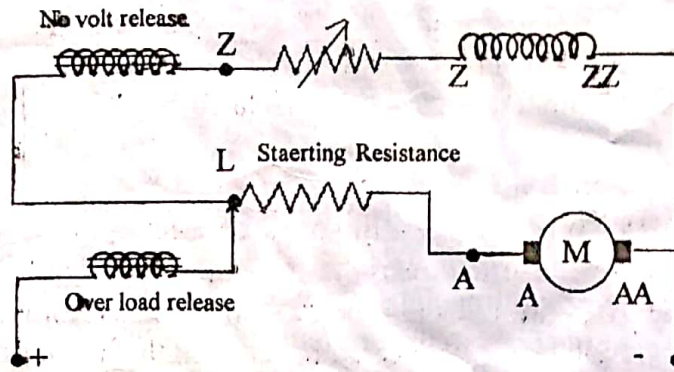 No volt release
Z
Z
ZZ
L
Staerting Resistance
M
A
A
AA
Over load release
+
-